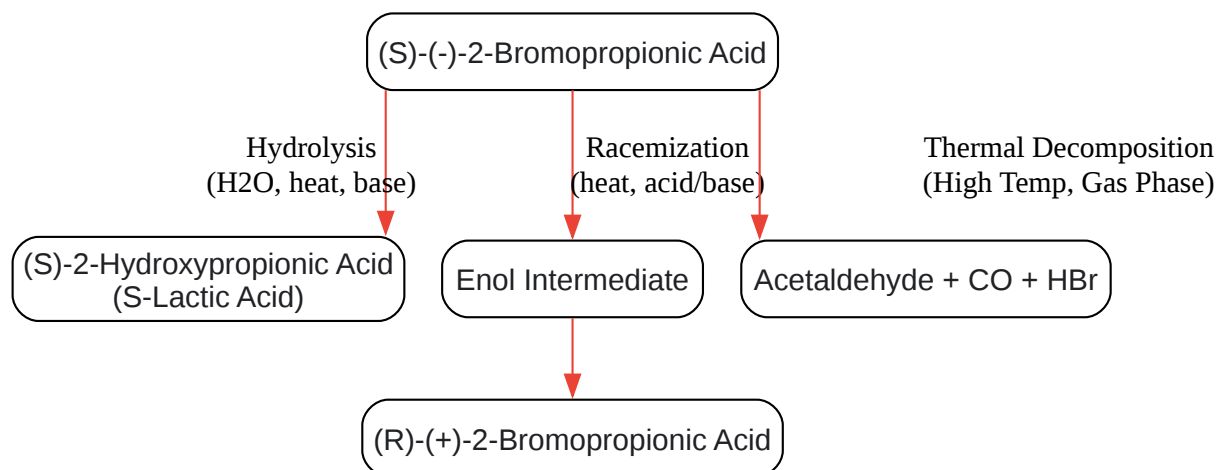 (S)-(-)-2-Bromopropionic Acid
Hydrolysis
(H2O, heat, base)
Racemization
(heat, acid/base)
Thermal Decomposition
(High Temp, Gas Phase)
(S)-2-Hydroxypropionic Acid
(S-Lactic Acid)
Enol Intermediate
Acetaldehyde + CO + HBr
(R)-(+)-2-Bromopropionic Acid